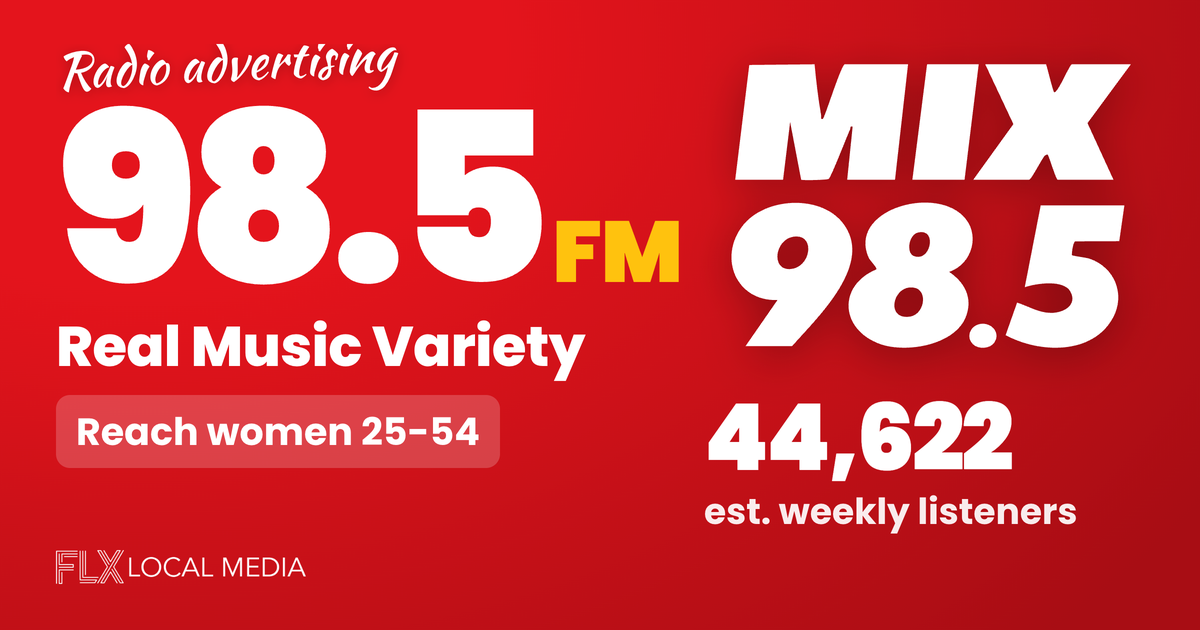 Radio advertising
98.5 FM
Real Music Variety
Reach women 25-54
FLX LOCAL MEDIA
MIX
98.5
44,622
est. weekly listeners